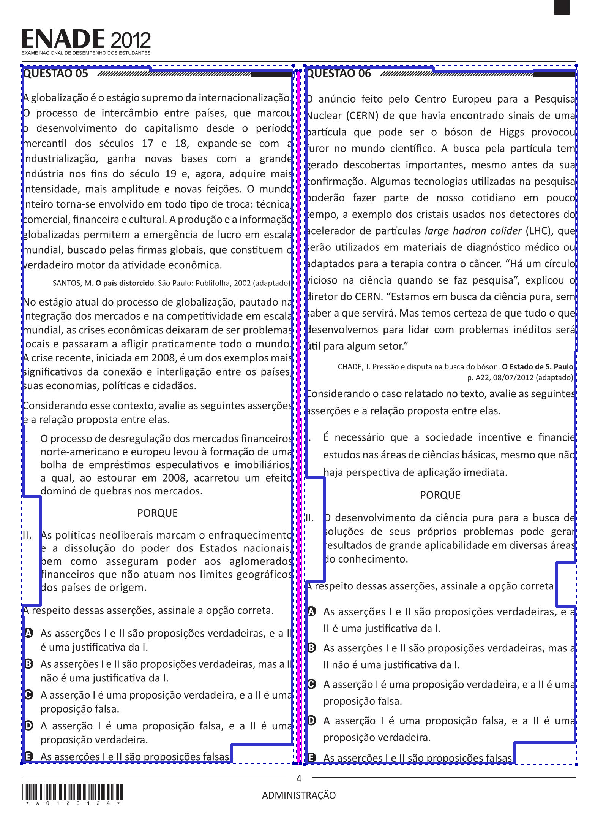 ENADE 2012
EXAME NACIONAL DE DESEMPENHO DOS ESTUDANTES
QUESTÃO 05
A globalização é o estágio supremo da internacionalização.
O processo de intercâmbio entre países, que marcou
o desenvolvimento do capitalismo desde o período
mercantil dos séculos 17 e 18, expande-se com a
industrialização, ganha novas bases com a grande
indústria nos fins do século 19 e, agora, adquire mais
intensidade, mais amplitude e novas feições. O mundo
inteiro torna-se envolvido em todo tipo de troca: técnica,
comercial, financeira e cultural. A produção e a informação
globalizadas permitem a emergência de lucro em escala
mundial, buscado pelas firmas globais, que constituem o
verdadeiro motor da atividade econômica.
SANTOS, M. O país distorcido. São Paulo: Publifolha, 2002 (adaptado).
No estágio atual do processo de globalização, pautado na
integração dos mercados e na competitividade em escala
mundial, as crises econômicas deixaram de ser problemas
locais e passaram a afligir praticamente todo o mundo.
A crise recente, iniciada em 2008, é um dos exemplos mais
significativos da conexão e interligação entre os países,
suas economias, políticas e cidadãos.
Considerando esse contexto, avalie as seguintes asserções
e a relação proposta entre elas.
I. O processo de desregulação dos mercados financeiros
norte-americano e europeu levou à formação de uma
bolha de empréstimos especulativos e imobiliários,
a qual, ao estourar em 2008, acarretou um efeito
dominó de quebras nos mercados.
PORQUE
II. As políticas neoliberais marcam o enfraquecimento
e a dissolução do poder dos Estados nacionais,
bem como asseguram poder aos aglomerados
financeiros que não atuam nos limites geográficos
dos países de origem.
A respeito dessas asserções, assinale a opção correta.
A As asserções I e II são proposições verdadeiras, e a II
é uma justificativa da I.
B As asserções I e II são proposições verdadeiras, mas a II
não é uma justificativa da I.
C A asserção I é uma proposição verdadeira, e a II é uma
proposição falsa.
D A asserção I é uma proposição falsa, e a II é uma
proposição verdadeira.
E As asserções I e II são proposições falsas.
QUESTÃO 06
O anúncio feito pelo Centro Europeu para a Pesquisa
Nuclear (CERN) de que havia encontrado sinais de uma
partícula que pode ser o bóson de Higgs provocou
furor no mundo científico. A busca pela partícula tem
gerado descobertas importantes, mesmo antes da sua
confirmação. Algumas tecnologias utilizadas na pesquisa
poderão fazer parte de nosso cotidiano em pouco
tempo, a exemplo dos cristais usados nos detectores do
acelerador de partículas large hadron colider (LHC), que
serão utilizados em materiais de diagnóstico médico ou
adaptados para a terapia contra o câncer. “Há um círculo
vicioso na ciência quando se faz pesquisa”, explicou o
diretor do CERN. “Estamos em busca da ciência pura, sem
saber a que servirá. Mas temos certeza de que tudo o que
desenvolvemos para lidar com problemas inéditos será
útil para algum setor.”
CHADE, J. Pressão e disputa na busca do bóson. O Estado de S. Paulo,
p. A22, 08/07/2012 (adaptado).
Considerando o caso relatado no texto, avalie as seguintes
asserções e a relação proposta entre elas.
I. É necessário que a sociedade incentive e financie
estudos nas áreas de ciências básicas, mesmo que não
haja perspectiva de aplicação imediata.
PORQUE
II. O desenvolvimento da ciência pura para a busca de
soluções de seus próprios problemas pode gerar
resultados de grande aplicabilidade em diversas áreas
do conhecimento.
A respeito dessas asserções, assinale a opção correta.
A As asserções I e II são proposições verdadeiras, e a
II é uma justificativa da I.
B As asserções I e II são proposições verdadeiras, mas a
II não é uma justificativa da I.
C A asserção I é uma proposição verdadeira, e a II é uma
proposição falsa.
D A asserção I é uma proposição falsa, e a II é uma
proposição verdadeira.
E As asserções I e II são proposições falsas.
4
ADMINISTRAÇÃO